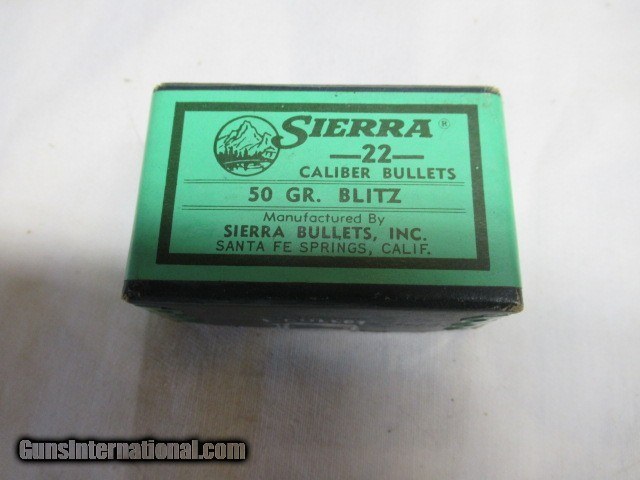 SIERRA®
—22—
CALIBER BULLETS
50 GR. BLITZ
Manufactured By
SIERRA BULLETS, INC.
SANTA FE SPRINGS, CALIF.
GunsInternational.com